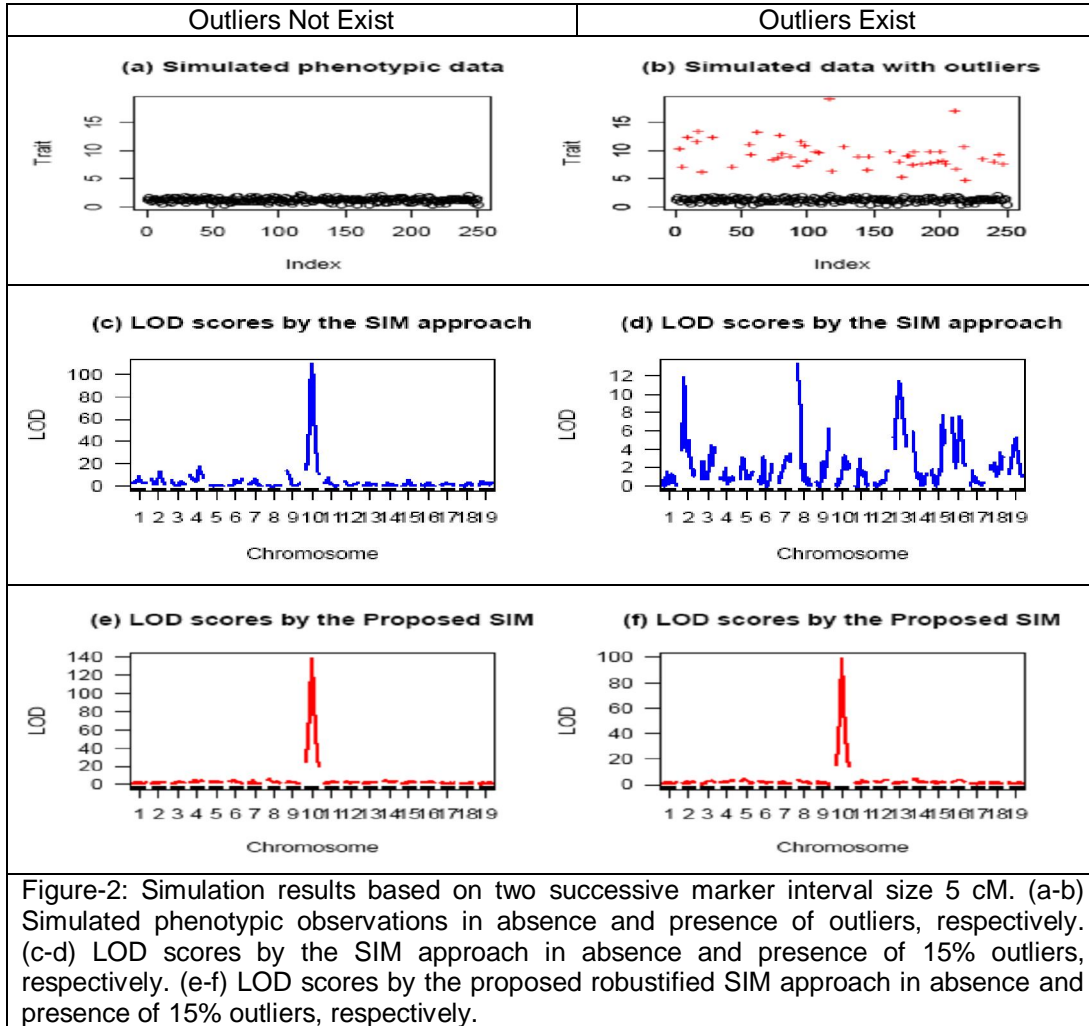 Outliers Not Exist
Outliers Exist
(a) Simulated phenotypic data
Trait
0 5 10 15
0 50 100 150 200 250
Index
(b) Simulated data with outliers
Trait
0 5 10 15
0 50 100 150 200 250
Index
(c) LOD scores by the SIM approach
LOD
100
80
60
40
20
0
1 2 3 4 5 6 7 8 9 10 11 12 13 14 15 16 17 18 19
Chromosome
(d) LOD scores by the SIM approach
LOD
12
10
8
6
4
2
0
1 2 3 4 5 6 7 8 9 10 11 12 13 14 15 16 17 18 19
Chromosome
(e) LOD scores by the Proposed SIM
LOD
140
120
100
80
60
40
20
0
1 2 3 4 5 6 7 8 9 10 11 12 13 14 15 16 17 18 19
Chromosome
(f) LOD scores by the Proposed SIM
LOD
100
80
60
40
20
0
1 2 3 4 5 6 7 8 9 10 11 12 13 14 15 16 17 18 19
Chromosome
Figure-2: Simulation results based on two successive marker interval size 5 cM. (a-b)
Simulated phenotypic observations in absence and presence of outliers, respectively.
(c-d) LOD scores by the SIM approach in absence and presence of 15% outliers,
respectively. (e-f) LOD scores by the proposed robustified SIM approach in absence and
presence of 15% outliers, respectively.